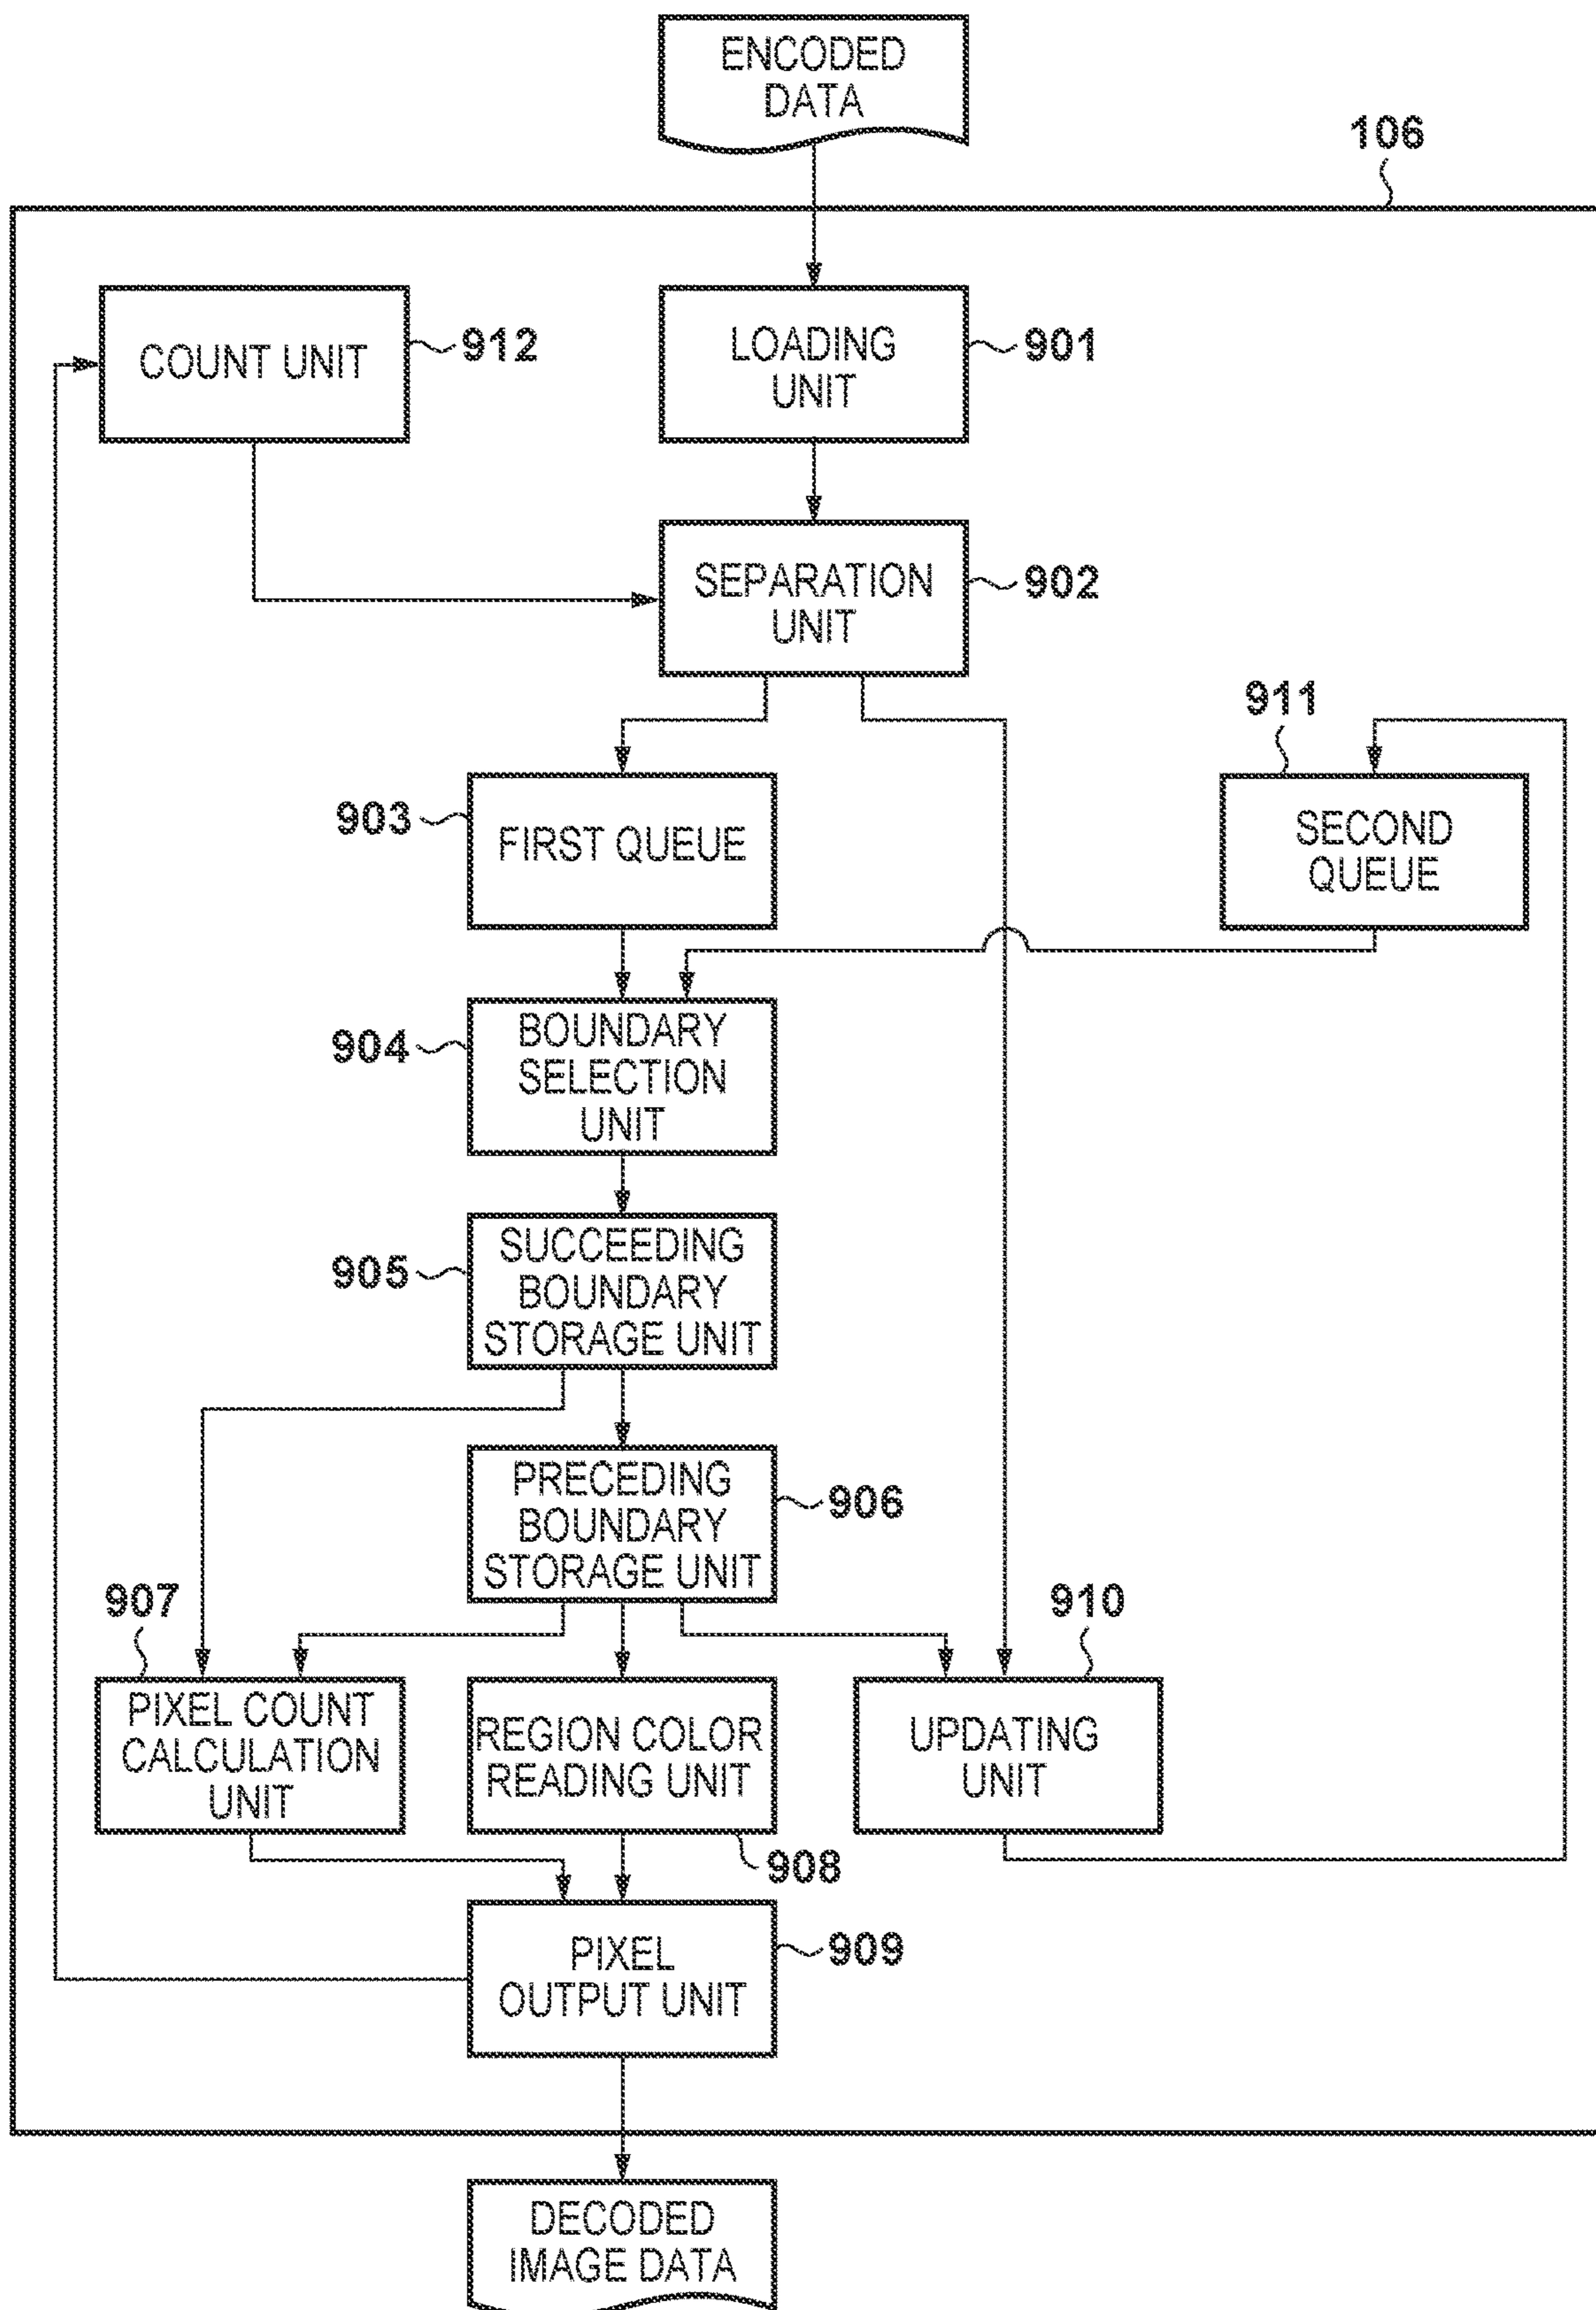 ENCODED
DATA
106
COUNT UNIT
912
LOADING
UNIT
901
SEPARATION
UNIT
902
911
903
FIRST QUEUE
SECOND
QUEUE
904
BOUNDARY
SELECTION
UNIT
905
SUCCEEDING
BOUNDARY
STORAGE UNIT
PRECEDING
BOUNDARY
STORAGE UNIT
906
907
910
PIXEL COUNT
CALCULATION
UNIT
REGION COLOR
READING UNIT
UPDATING
UNIT
908
PIXEL
OUTPUT UNIT
909
DECODED
IMAGE DATA